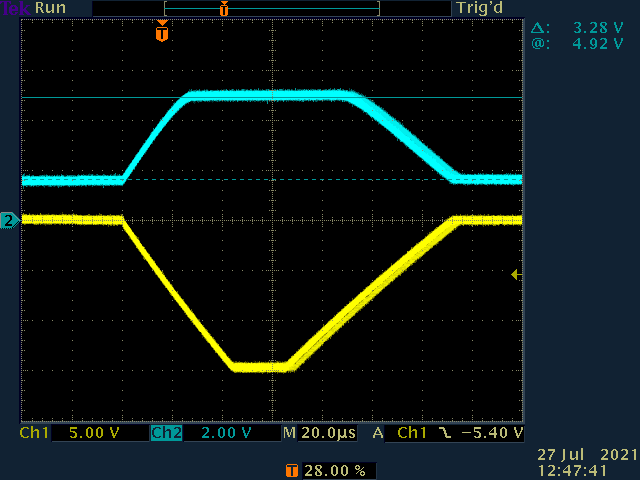 Tek Run Trig'd
T
T
Δ: 3.28 V
@: 4.92 V
2
Ch1 5.00 V Ch2 2.00 V M 20.0µs A Ch1 ㄟ -5.40 V
T 28.00 %
27 Jul 2021
12:47:41